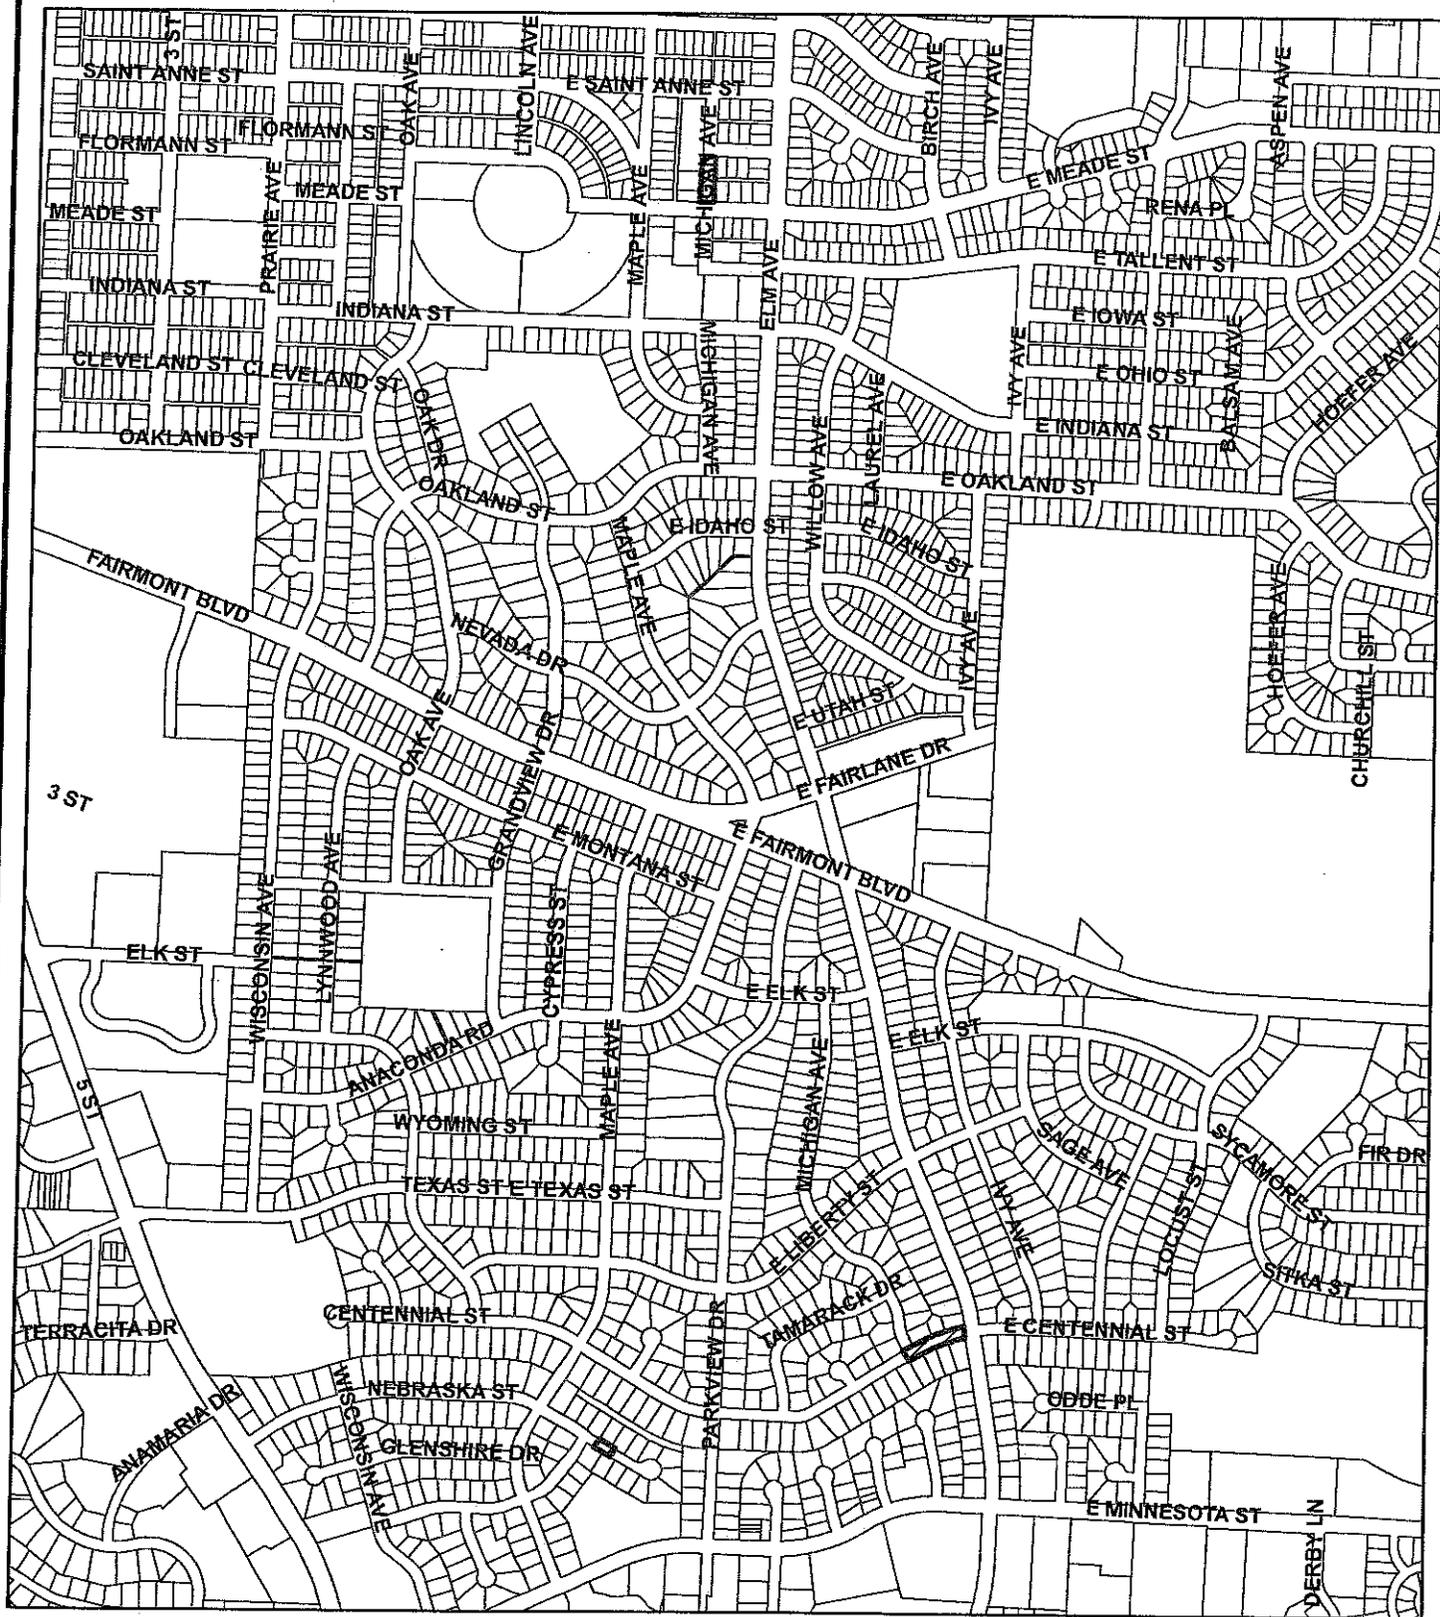 3 ST
SAINT ANNE ST
OAK AVE
LINCOLN AVE
E SAINT ANNE ST
BIRCH AVE
IVY AVE
ASPEN AVE
FLORMANN ST
FLORMANN ST
MICHIGAN AVE
E MEADE ST
MEADE ST
MEADE ST
PRAIRIE AVE
MAPLE AVE
RENA PL
E TALLENT ST
INDIANA ST
INDIANA ST
ELM AVE
E IOWA ST
CLEVELAND ST
CLEVELAND ST
MICHIGAN AVE
IVY AVE
E OHIO ST
BALSAM AVE
HOEFER AVE
OAK DR
OAKLAND ST
WILLOW AVE
E LAUREL AVE
E INDIANA ST
OAKLAND ST
E OAKLAND ST
E IDAHO ST
E IDAHO ST
MAPLE AVE
FAIRMONT BLVD
NEVADA DR
IVY AVE
HOEFER AVE
CHURCHILL ST
E UTAH ST
OAK AVE
GRANDVIEW DR
E FAIRLANE DR
3 ST
E MONTANA ST
E FAIRMONT BLVD
WISCONSIN AVE
LYNNWOOD AVE
CYPRESS ST
ELK ST
E ELK ST
E ELK ST
ANACONDA RD
MAPLE AVE
MICHIGAN AVE
5 ST
WYOMING ST
SAGE AVE
SYCAMORE ST
FIR DR
TEXAS ST
E TEXAS ST
E LIBERTY ST
IVY AVE
LOCUST ST
SITKA ST
CENTENNIAL ST
TAMARACK DR
E CENTENNIAL ST
TERRACITA DR
PARKVIEW DR
NEBRASKA ST
ODDE PL
ANAMARIA DR
WISCONSIN AVE
GLENSHIRE DR
E MINNESOTA ST
DERBY LN